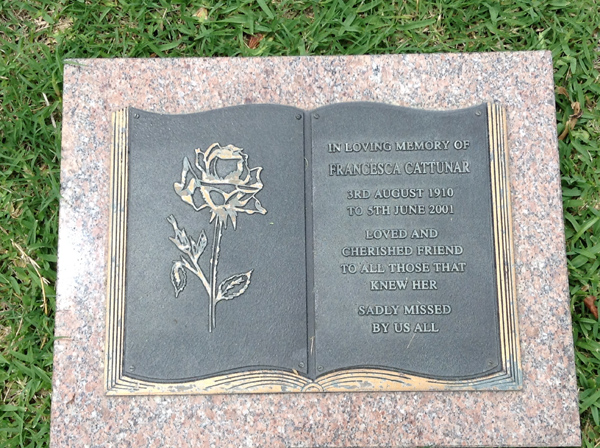 IN LOVING MEMORY OF
FRANCESCA CATTUNAR
3RD AUGUST 1910
TO 5TH JUNE 2001
LOVED AND
CHERISHED FRIEND
TO ALL THOSE THAT
KNEW HER
SADLY MISSED
BY US ALL